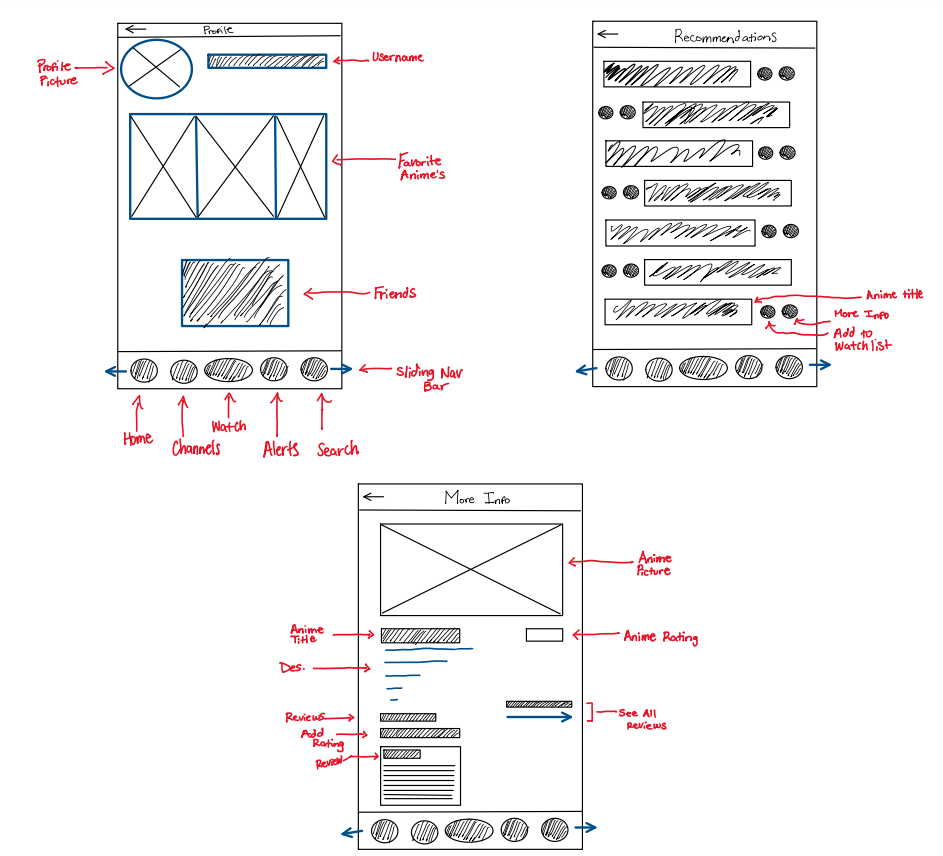 Profile
Profile
Picture
Username
Favorite
Anime's
Friends
Sliding Nav
Bar
Home
Channels
Watch
Alerts
Search
Recommendations
Anime title
More Info
Add to
Watchlist
More Info
Anime
Picture
Anime
Title
Anime Rating
Des.
Reviews
See All
Reviews
Add
Rating
Review